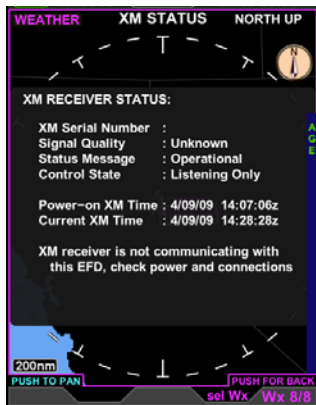 WEATHER XM STATUS NORTH UP
N
XM RECEIVER STATUS:
XM Serial Number :
Signal Quality : Unknown
Status Message : Operational
Control State : Listening Only
Power-on XM Time : 4/09/09 14:07:06z
Current XM Time : 4/09/09 14:28:28z
XM receiver is not communicating with
this EFD, check power and connections
A
G
E
200nm
PUSH TO PAN PUSH FOR BACK
sel Wx Wx 8/8